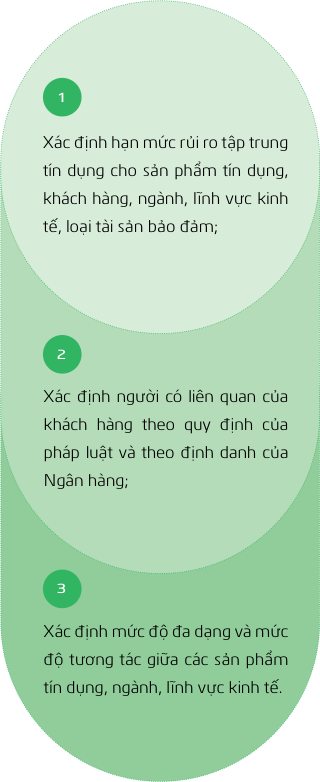 1
Xác định hạn mức rủi ro tập trung
tín dụng cho sản phẩm tín dụng,
khách hàng, ngành, lĩnh vực kinh
tế, loại tài sản bảo đảm;
2
Xác định người có liên quan của
khách hàng theo quy định của
pháp luật và theo định danh của
Ngân hàng;
3
Xác định mức độ đa dạng và mức
độ tương tác giữa các sản phẩm
tín dụng, ngành, lĩnh vực kinh tế.